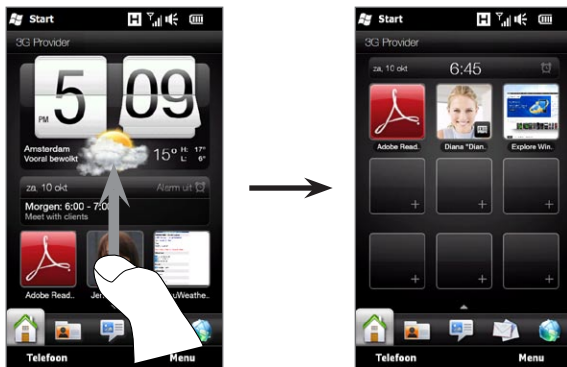 Start
3G Provider
5 09
PM
Amsterdam
Vooral bewolkt
15° H: 17°
L: 6°
za, 10 okt Alarm uit
Morgen: 6:00 - 7:00
Meet with clients
Adobe Read..
Telefoon Menu
Start
3G Provider
za, 10 okt 6:45
Adobe Read. Diana "Dian. Explore Win.
Telefoon Menu